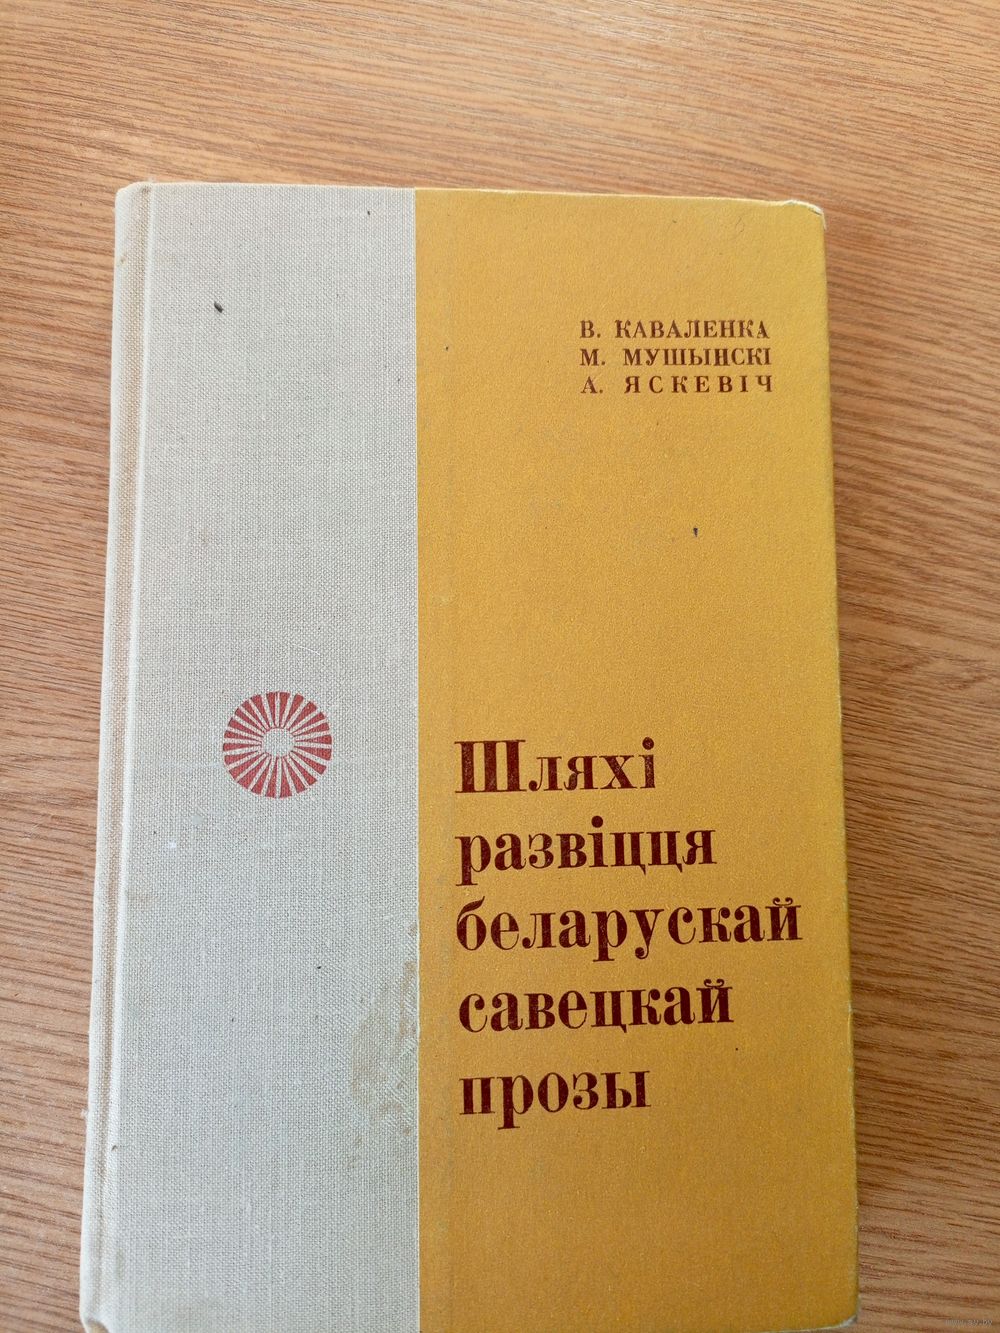 В. КАВАЛЕНКА
М. МУШЫНСКІ
А. ЯСКЕВІЧ
Шляхі
развіцця
беларускай
савецкай
прозы